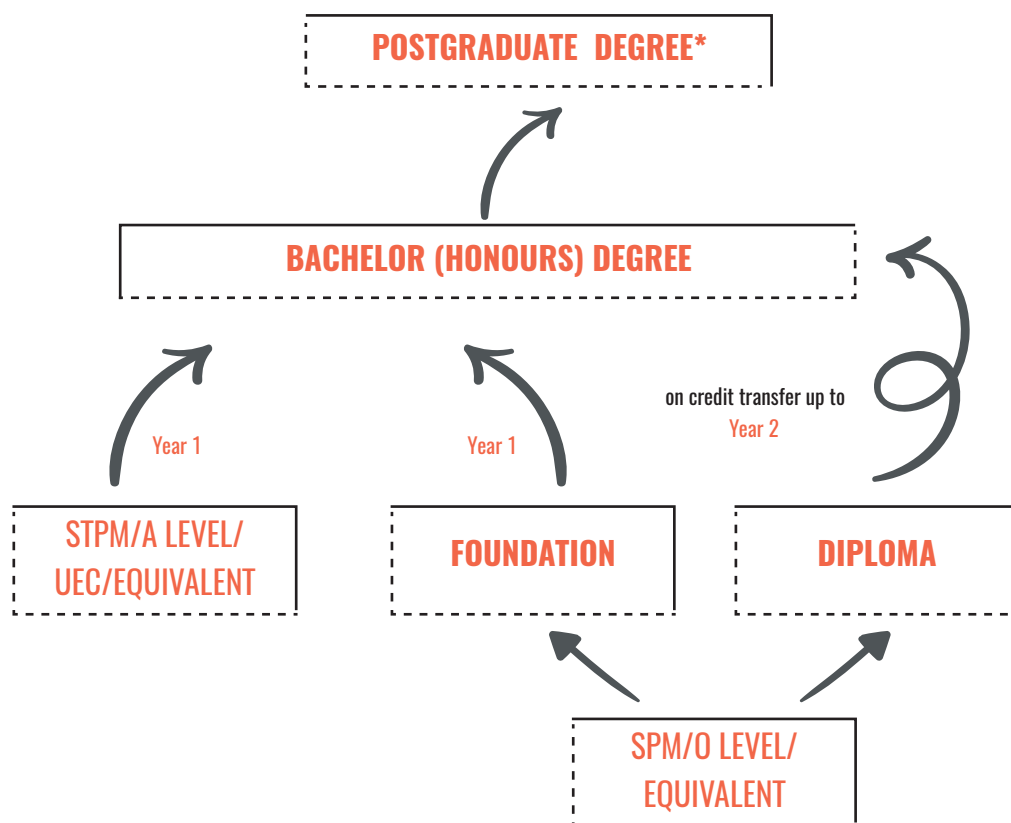 POSTGRADUATE DEGREE*
BACHELOR (HONOURS) DEGREE
on credit transfer up to
Year 2
Year 1
Year 1
STPM/A LEVEL/
UEC/EQUIVALENT
FOUNDATION
DIPLOMA
SPM/O LEVEL/
EQUIVALENT